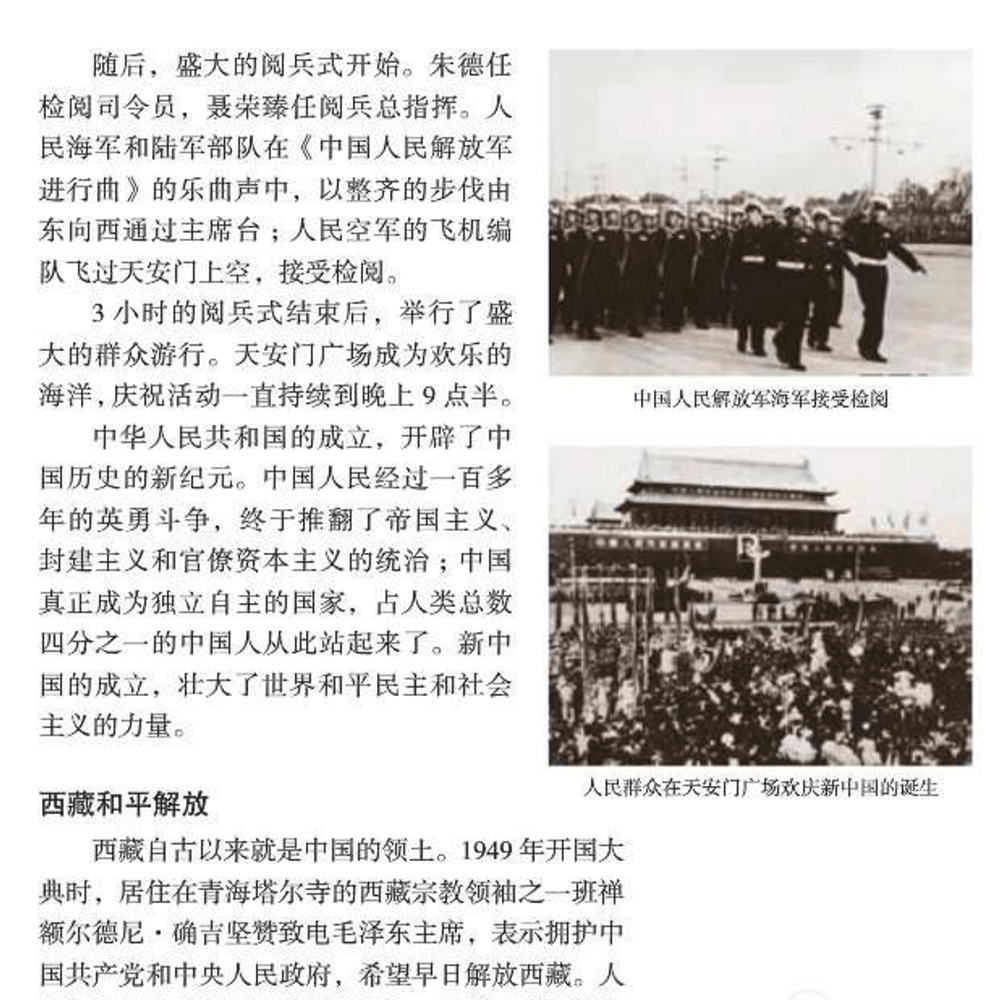 随后，盛大的阅兵式开始。朱德任
检阅司令员，聂荣臻任阅兵总指挥。人
民海军和陆军部队在《中国人民解放军
进行曲》的乐曲声中，以整齐的步伐由
东向西通过主席台；人民空军的飞机编
队飞过天安门上空，接受检阅。
3 小时的阅兵式结束后，举行了盛
大的群众游行。天安门广场成为欢乐的
海洋，庆祝活动一直持续到晚上 9 点半。
中华人民共和国的成立，开辟了中
国历史的新纪元。中国人民经过一百多
年的英勇斗争，终于推翻了帝国主义、
封建主义和官僚资本主义的统治；中国
真正成为独立自主的国家，占人类总数
四分之一的中国人从此站起来了。新中
国的成立，壮大了世界和平民主和社会
主义的力量。
中国人民解放军海军接受检阅
人民群众在天安门广场欢庆新中国的诞生
西藏和平解放
西藏自古以来就是中国的领土。1949 年开国大
典时，居住在青海塔尔寺的西藏宗教领袖之一班禅
额尔德尼·确吉坚赞致电毛泽东主席，表示拥护中
国共产党和中央人民政府，希望早日解放西藏。人